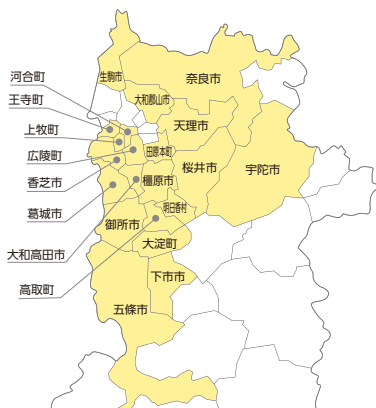 生駒市
奈良市
河合町
王寺町
大和郡山市
上牧町
天理市
広陵町
田原本町
香芝市
桜井市
宇陀市
橿原市
葛城市
明日香村
御所市
大和高田市
大淀町
下市市
高取町
五條市